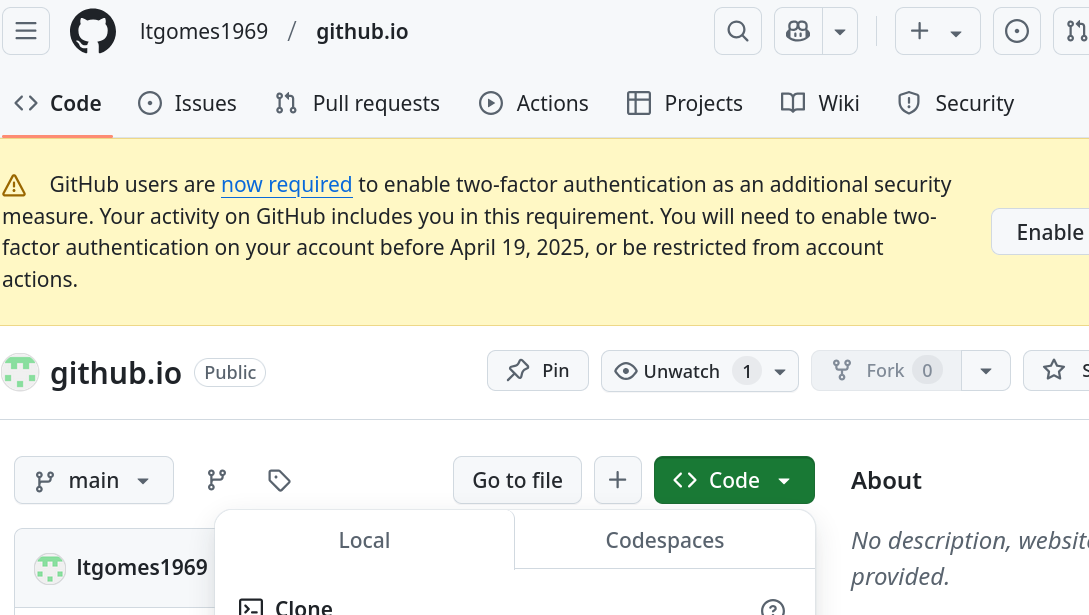 ltgomes1969 / github.io
Code Issues Pull requests Actions Projects Wiki Security
GitHub users are now required to enable two-factor authentication as an additional security
measure. Your activity on GitHub includes you in this requirement. You will need to enable two-
factor authentication on your account before April 19, 2025, or be restricted from account
actions.
Enable
github.io Public Pin Unwatch 1 Fork 0
main Go to file Code About
Local Codespaces
No description, website
provided.
ltgomes1969
Clone